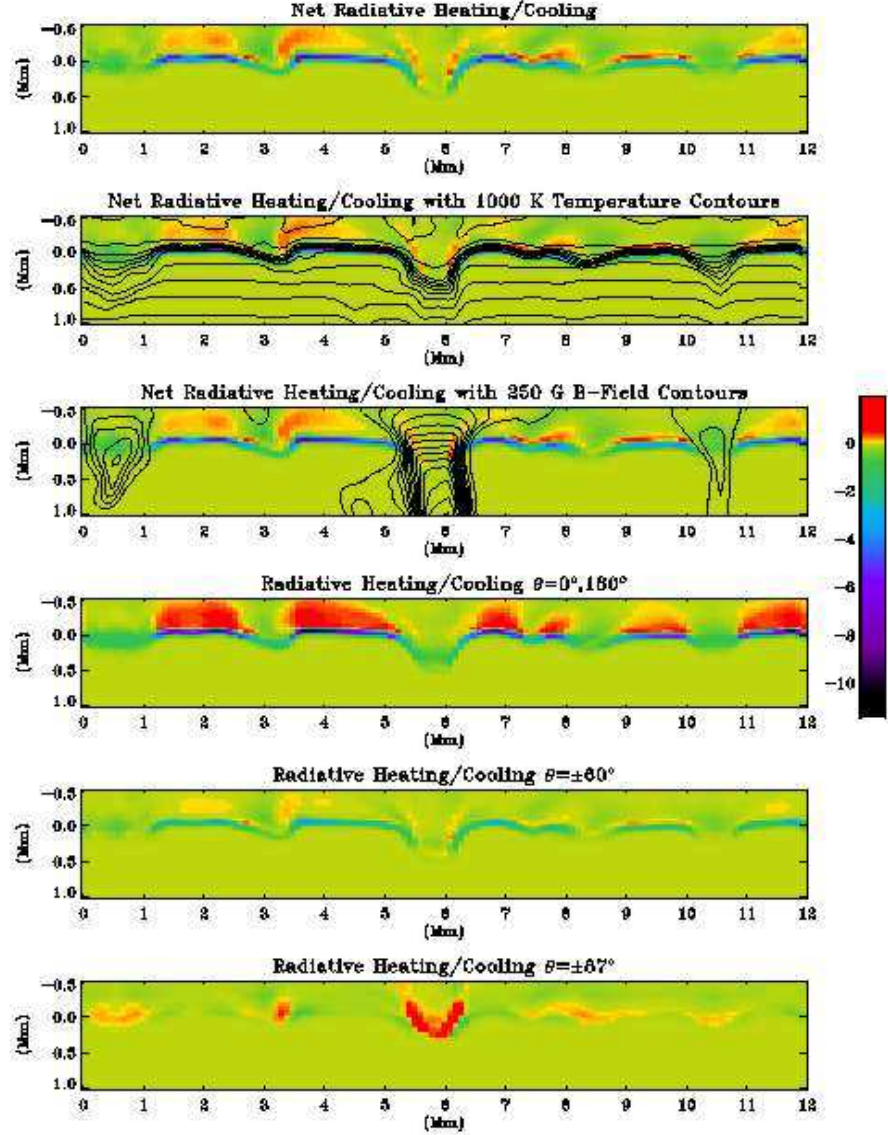 Net Radiative Heating/Cooling
−0.6
0.0
0.6
1.0
(Mm)
0 1 2 3 4 5 6 7 8 9 10 11 12
(Mm)
Net Radiative Heating/Cooling with 1000 K Temperature Contours
−0.6
0.0
0.6
1.0
(Mm)
0 1 2 3 4 5 6 7 8 9 10 11 12
(Mm)
Net Radiative Heating/Cooling with 250 G B−Field Contours
−0.5
0.0
0.5
1.0
(Mm)
0 1 2 3 4 5 6 7 8 9 10 11 12
(Mm)
0
−2
−4
−6
−8
−10
Radiative Heating/Cooling θ=0°,180°
−0.5
0.0
0.5
1.0
(Mm)
0 1 2 3 4 5 6 7 8 9 10 11 12
(Mm)
Radiative Heating/Cooling θ=±60°
−0.5
0.0
0.5
1.0
(Mm)
0 1 2 3 4 5 6 7 8 9 10 11 12
(Mm)
Radiative Heating/Cooling θ=±87°
−0.5
0.0
0.5
1.0
(Mm)
0 1 2 3 4 5 6 7 8 9 10 11 12
(Mm)